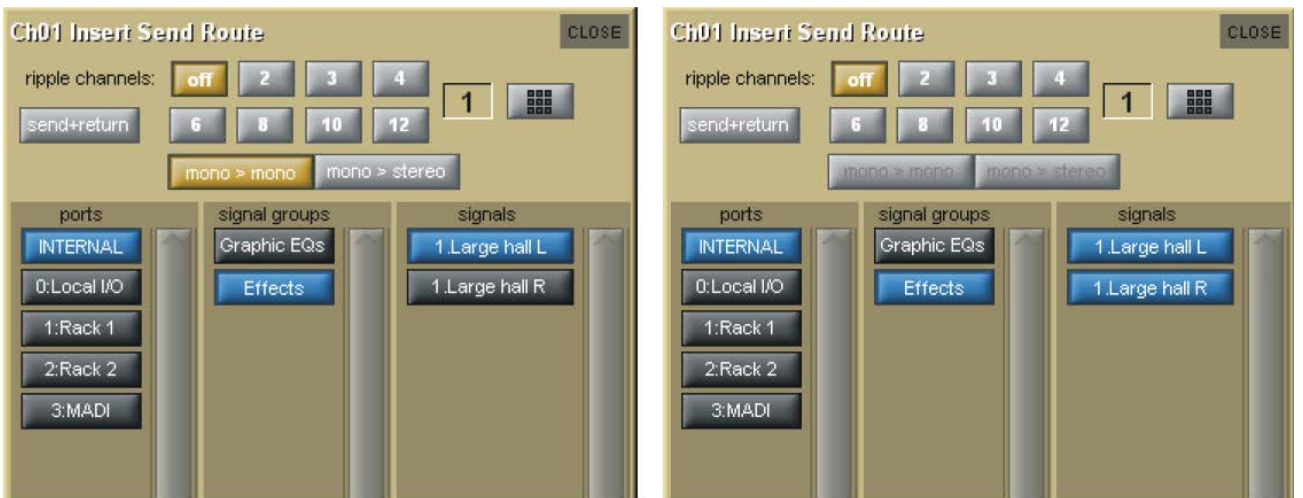 Ch01 Insert Send Route CLOSE
ripple channels: off 2 3 4
1
send+return 6 8 10 12
mono > mono mono > stereo
ports signal groups signals
INTERNAL Graphic EQs 1.Large hall L
0:Local I/O Effects 1.Large hall R
1:Rack 1
2:Rack 2
3:MADI
Ch01 Insert Send Route CLOSE
ripple channels: off 2 3 4
1
send+return 6 8 10 12
mono > mono mono > stereo
ports signal groups signals
INTERNAL Graphic EQs 1.Large hall L
0:Local I/O Effects 1.Large hall R
1:Rack 1
2:Rack 2
3:MADI